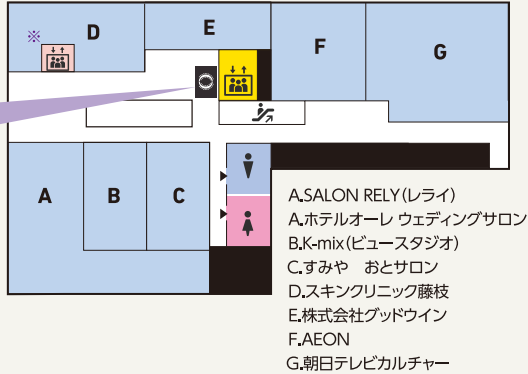 ※
D
E
F
G
A
B
C
A.SALON RELY(レライ)
A.ホテルオーレ ウェディングサロン
B.K-mix(ビュースタジオ)
C.すみや おとサロン
D.スキンクリニック藤枝
E.株式会社グッドウイン
F.AEON
G.朝日テレビカルチャー